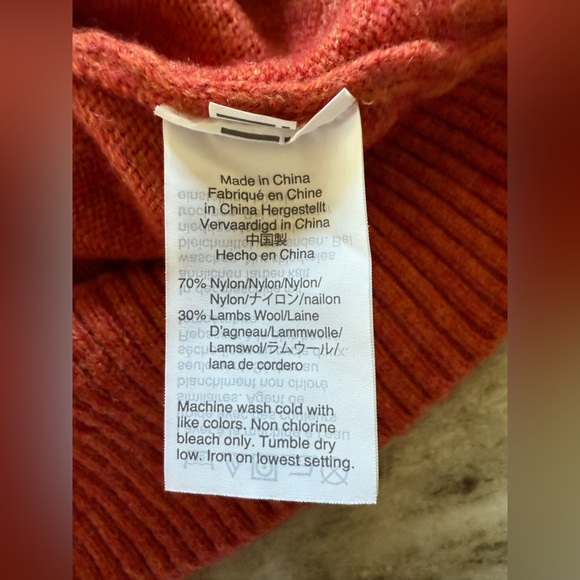 Made in China
Fabriqué en Chine
in China Hergestellt
Vervaardigd in China
中国製
Hecho en China
70% Nylon/Nylon/Nylon/
Nylon/ナイロン/nailon
30% Lambs Wool/Laine
D'agneau/Lammwolle/
Lamswol/ラムウール/
lana de cordero
Machine wash cold with
like colors. Non chlorine
bleach only. Tumble dry
low. Iron on lowest setting.